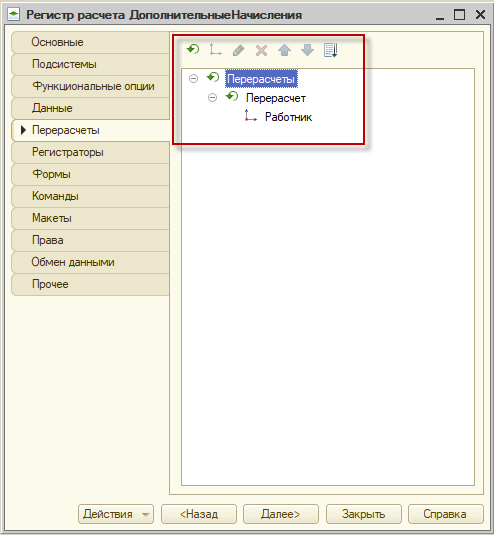 Регистр расчета ДополнительныеНачисления
Основные
Подсистемы
Функциональные опции
Данные
Перерасчеты
Регистраторы
Формы
Команды
Макеты
Права
Обмен данными
Прочее
Перерасчеты
Перерасчет
Работник
Действия
<Назад
Далее>
Закрыть
Справка